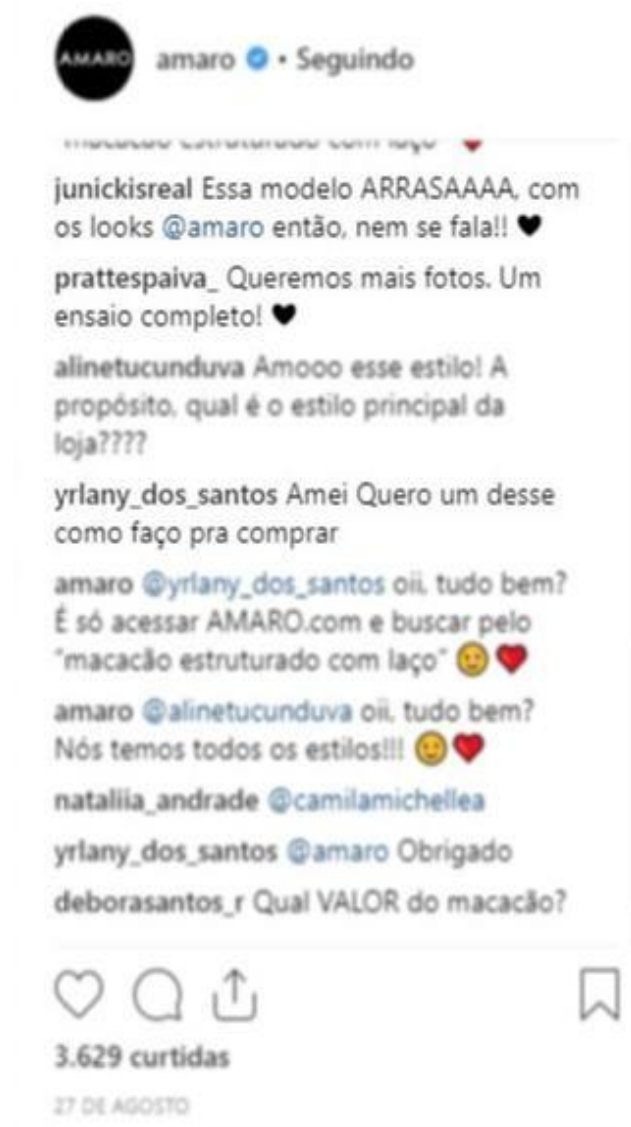 AMARO
amaro • Seguindo
"macacão estruturado com laço" ❤
junickisreal Essa modelo ARRASAAAA, com
os looks @amaro então, nem se fala!! 🖤
prattespaiva_ Queremos mais fotos. Um
ensaio completo! 🖤
alinetucunduva Amooo esse estilo! A
propósito, qual é o estilo principal da
loja????
yrlany_dos_santos Amei Quero um desse
como faço pra comprar
amaro @yrlany_dos_santos oii, tudo bem?
É só acessar AMARO.com e buscar pelo
"macacão estruturado com laço" 🙂❤
amaro @alinetucunduva oii, tudo bem?
Nós temos todos os estilos!!! 🙂❤
nataliia_andrade @camilamichellea
yrlany_dos_santos @amaro Obrigado
deborasantos_r Qual VALOR do macacão?
3.629 curtidas
27 DE AGOSTO